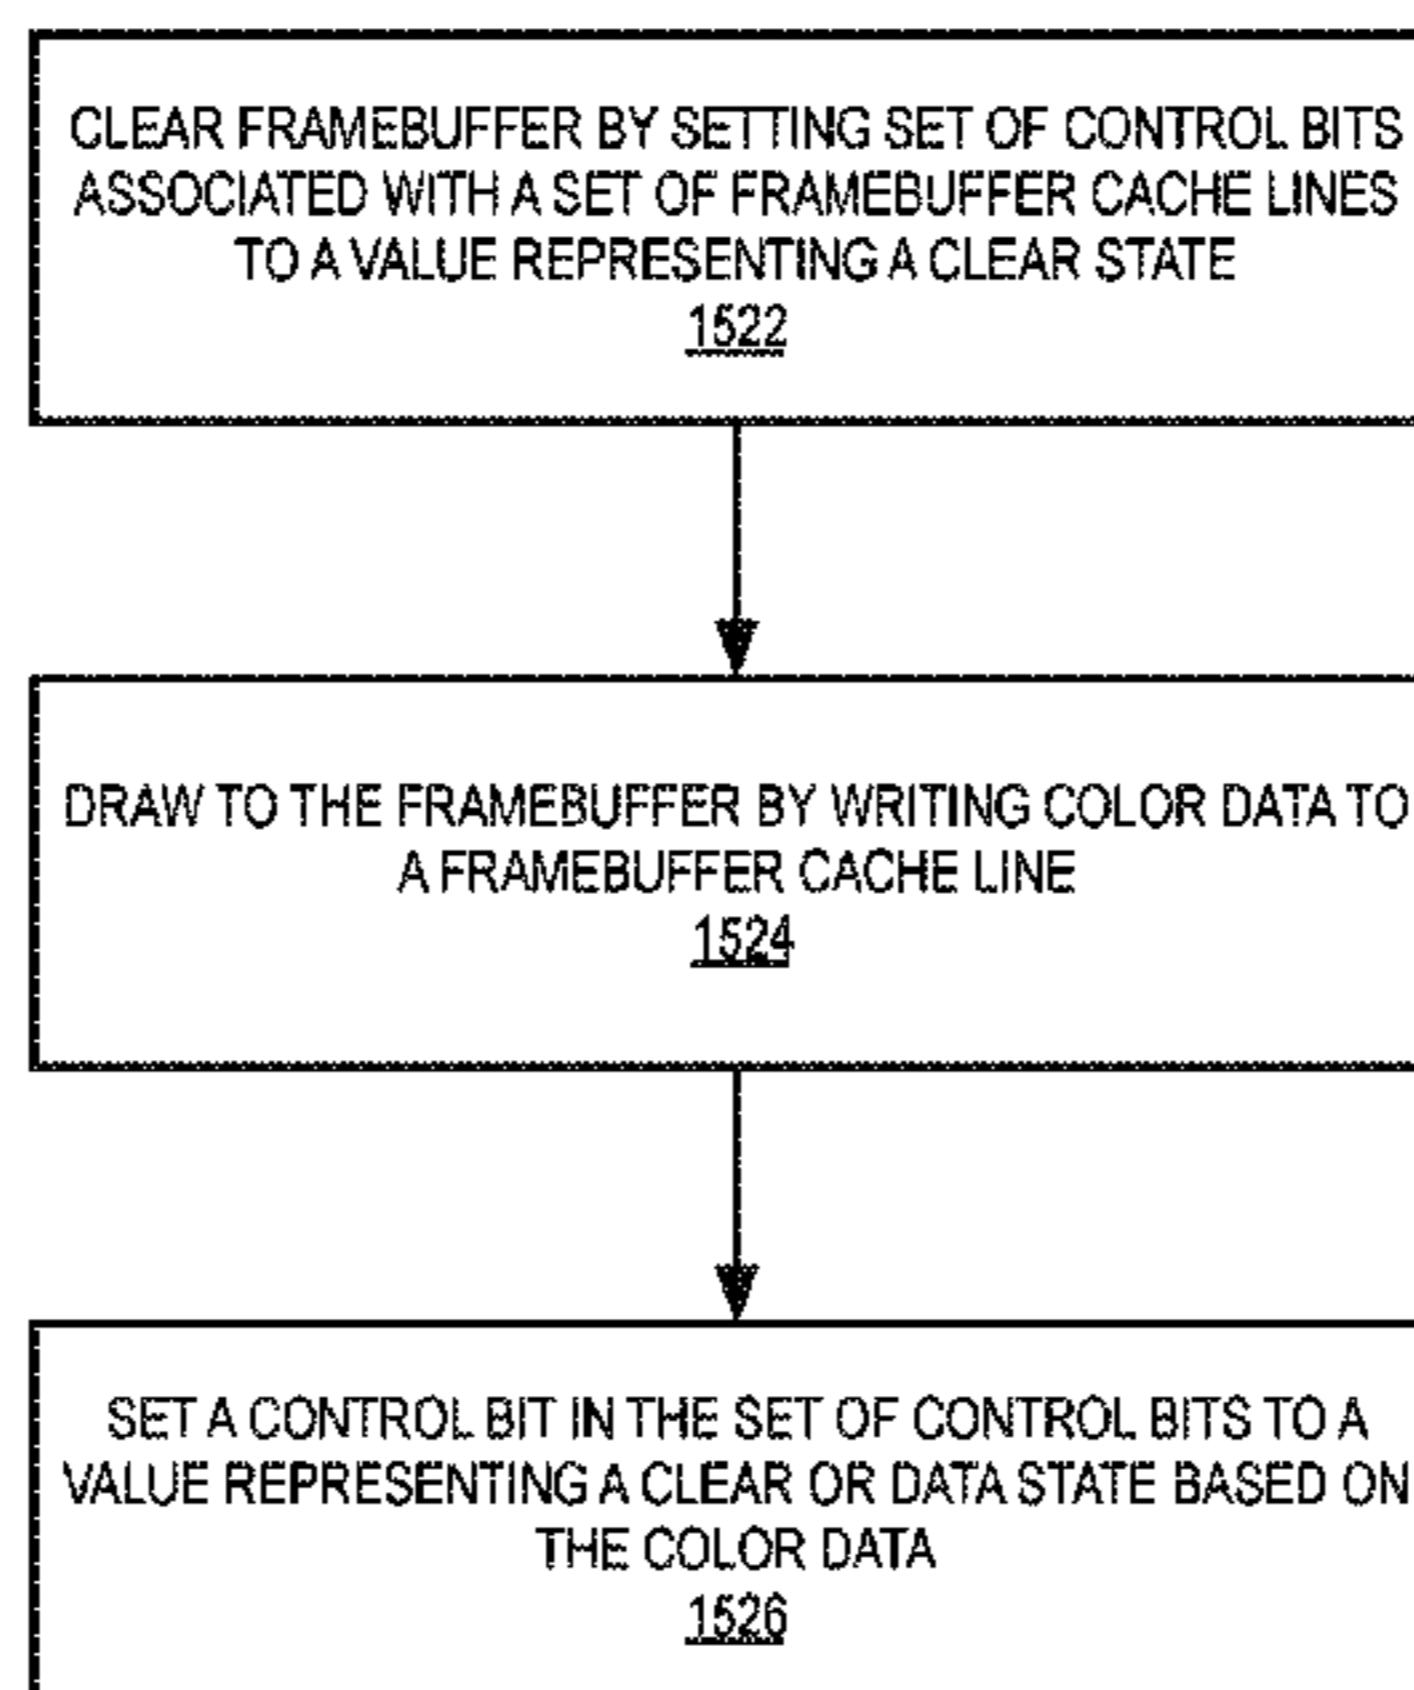 CLEAR FRAMEBUFFER BY SETTING SET OF CONTROL BITS
ASSOCIATED WITH A SET OF FRAMEBUFFER CACHE LINES
TO A VALUE REPRESENTING A CLEAR STATE
1522
DRAW TO THE FRAMEBUFFER BY WRITING COLOR DATA TO
A FRAMEBUFFER CACHE LINE
1524
SET A CONTROL BIT IN THE SET OF CONTROL BITS TO A
VALUE REPRESENTING A CLEAR OR DATA STATE BASED ON
THE COLOR DATA
1526